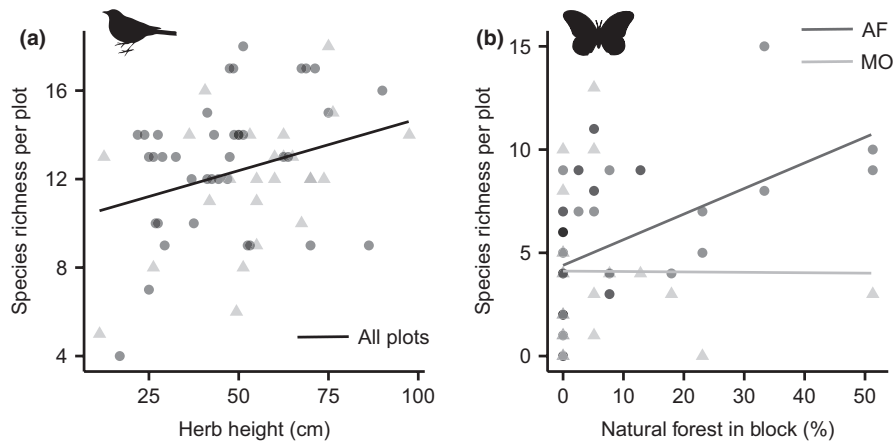 (a)
Species richness per plot
16
12
8
4
All plots
25 50 75 100
Herb height (cm)
(b)
AF
MO
Species richness per plot
15
10
5
0
0 10 20 30 40 50
Natural forest in block (%)